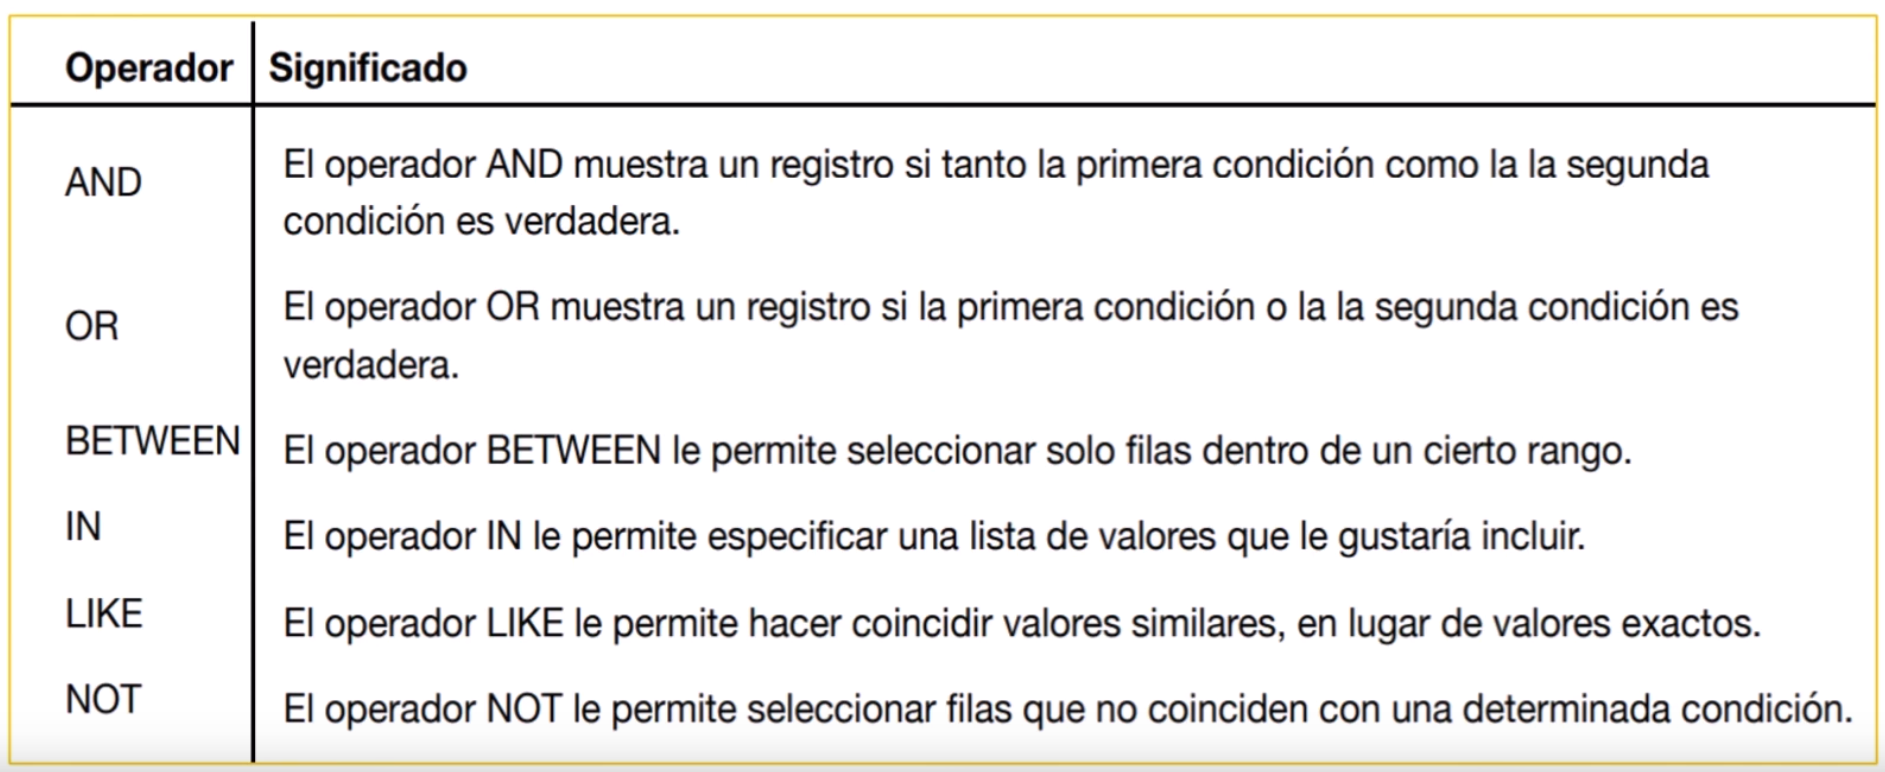 Operador Significado
AND
El operador AND muestra un registro si tanto la primera condición como la la segunda
condición es verdadera.
OR
El operador OR muestra un registro si la primera condición o la la segunda condición es
verdadera.
BETWEEN
El operador BETWEEN le permite seleccionar solo filas dentro de un cierto rango.
IN
El operador IN le permite especificar una lista de valores que le gustaría incluir.
LIKE
El operador LIKE le permite hacer coincidir valores similares, en lugar de valores exactos.
NOT
El operador NOT le permite seleccionar filas que no coinciden con una determinada condición.